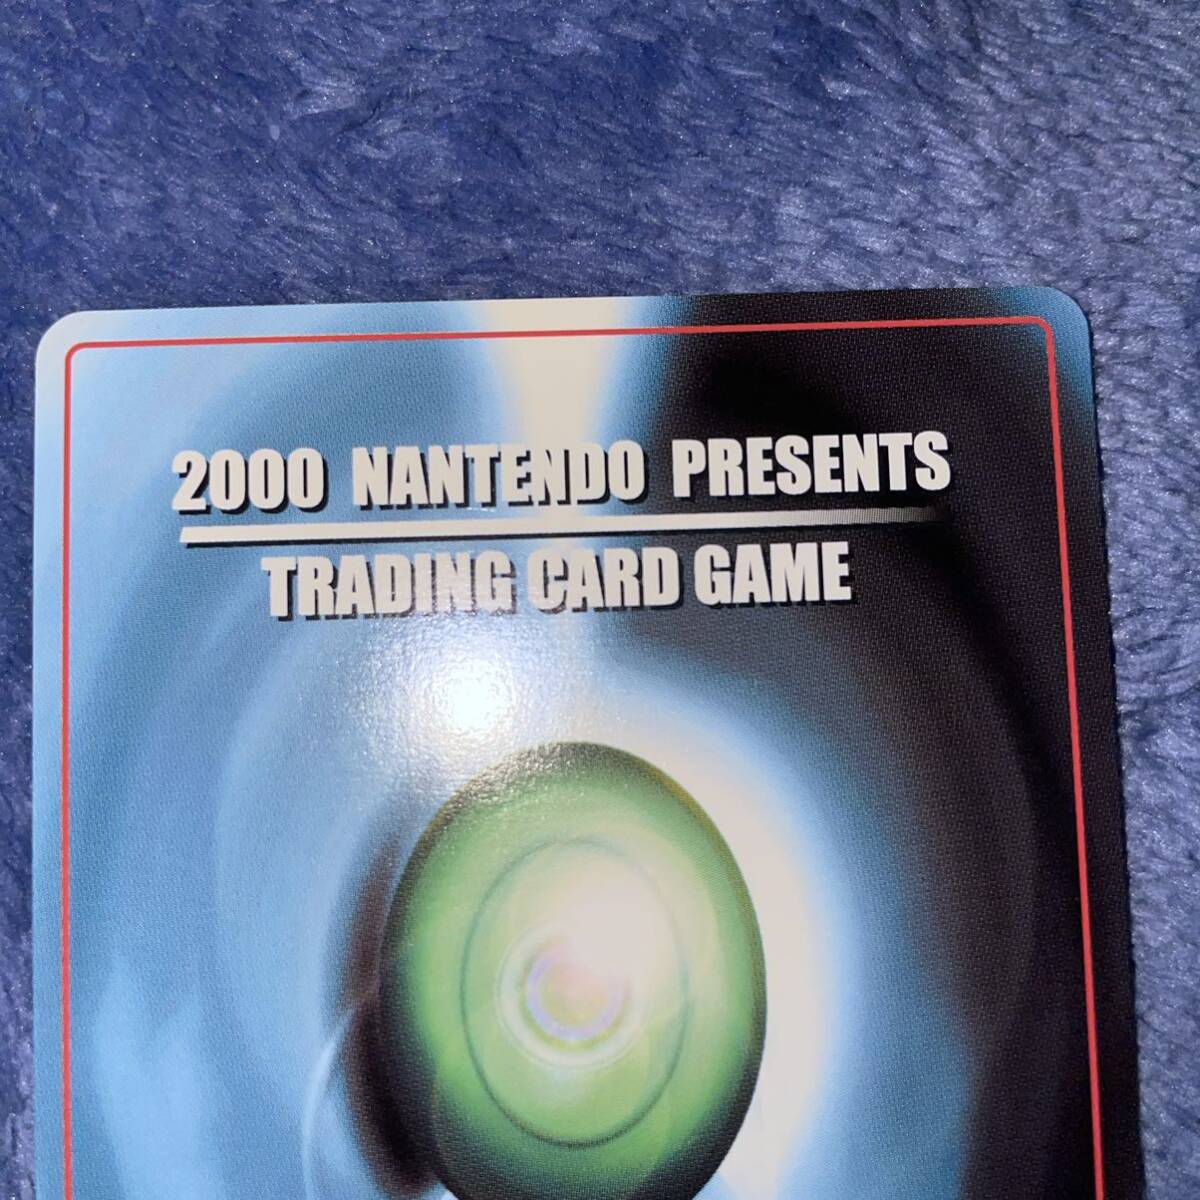 2000 NANTENDO PRESENTS
TRADING CARD GAME